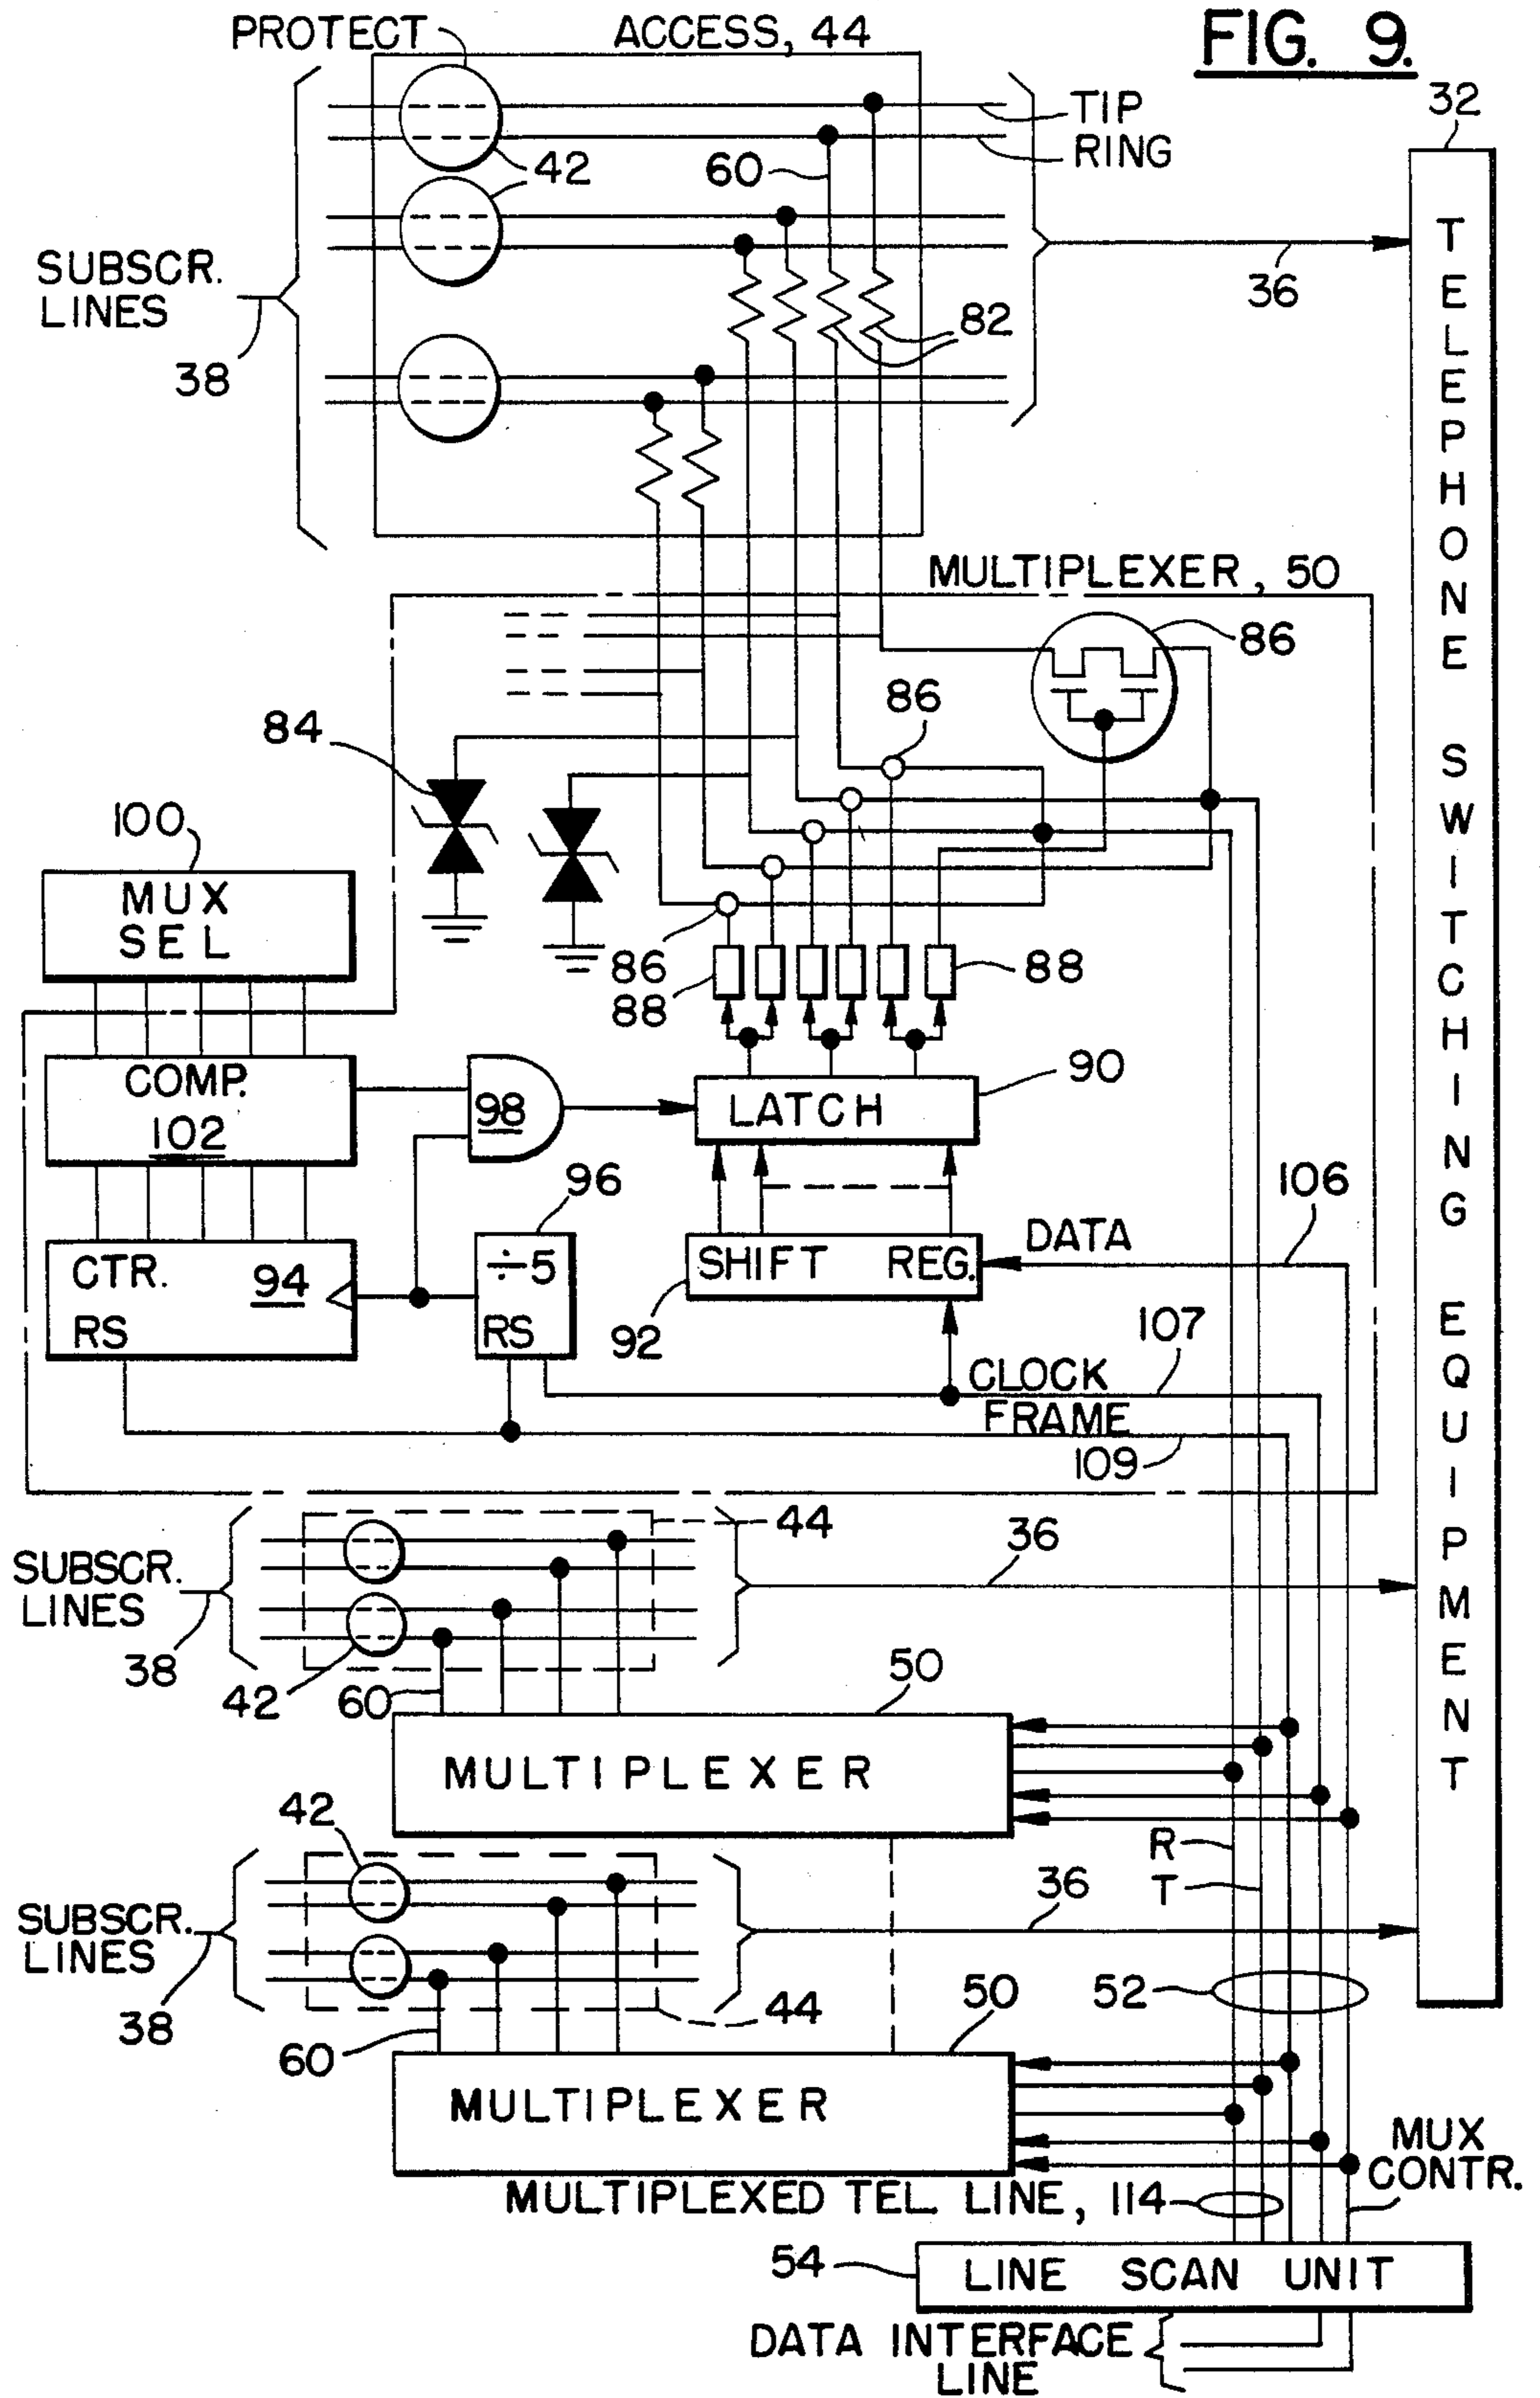 FIG. 9.
PROTECT
ACCESS, 44
32
TIP
RING
42
60
SUBSCR.
LINES
38
82
36
TELEPHONE SWITCHING EQUIPMENT
MULTIPLEXER, 50
86
86
84
100
MUX
SEL
86
88
88
COMP.
102
98
LATCH
90
96
106
CTR.
94
RS
÷5
RS
SHIFT REG.
DATA
92
107
CLOCK
FRAME
109
44
36
SUBSCR.
LINES
38
42
60
50
MULTIPLEXER
42
R
T
36
SUBSCR.
LINES
38
44
52
60
50
MULTIPLEXER
MUX
CONTR.
MULTIPLEXED TEL. LINE, 114
54
LINE SCAN UNIT
DATA INTERFACE
LINE